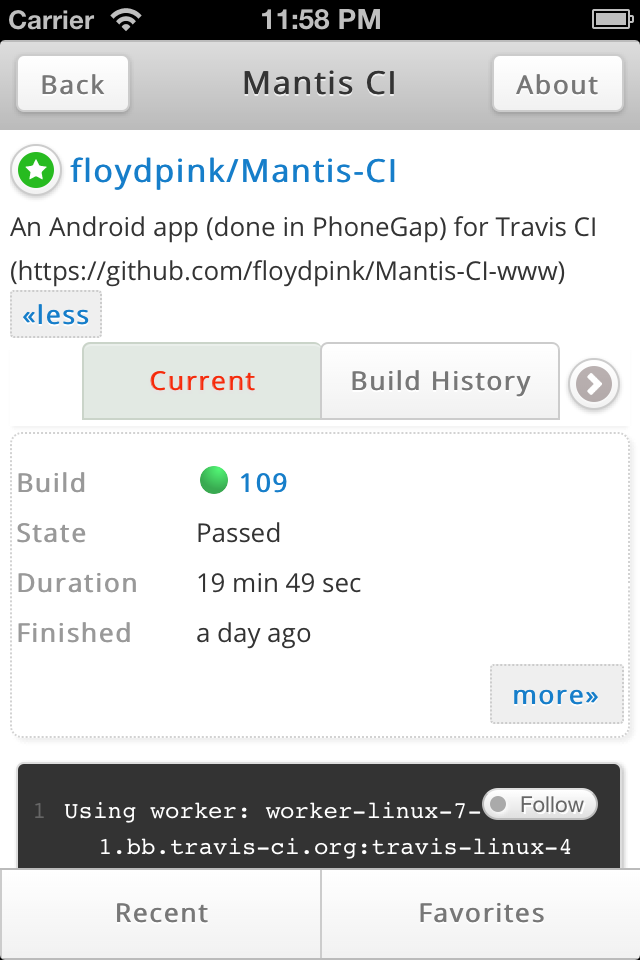 Carrier 11:58 PM
Back Mantis CI About
floydpink/Mantis-CI
An Android app (done in PhoneGap) for Travis CI
(https://github.com/floydpink/Mantis-CI-www)
«less
Current Build History
Build 109
State Passed
Duration 19 min 49 sec
Finished a day ago
more»
1 Using worker: worker-linux-7- Follow
1.bb.travis-ci.org:travis-linux-4
Recent Favorites